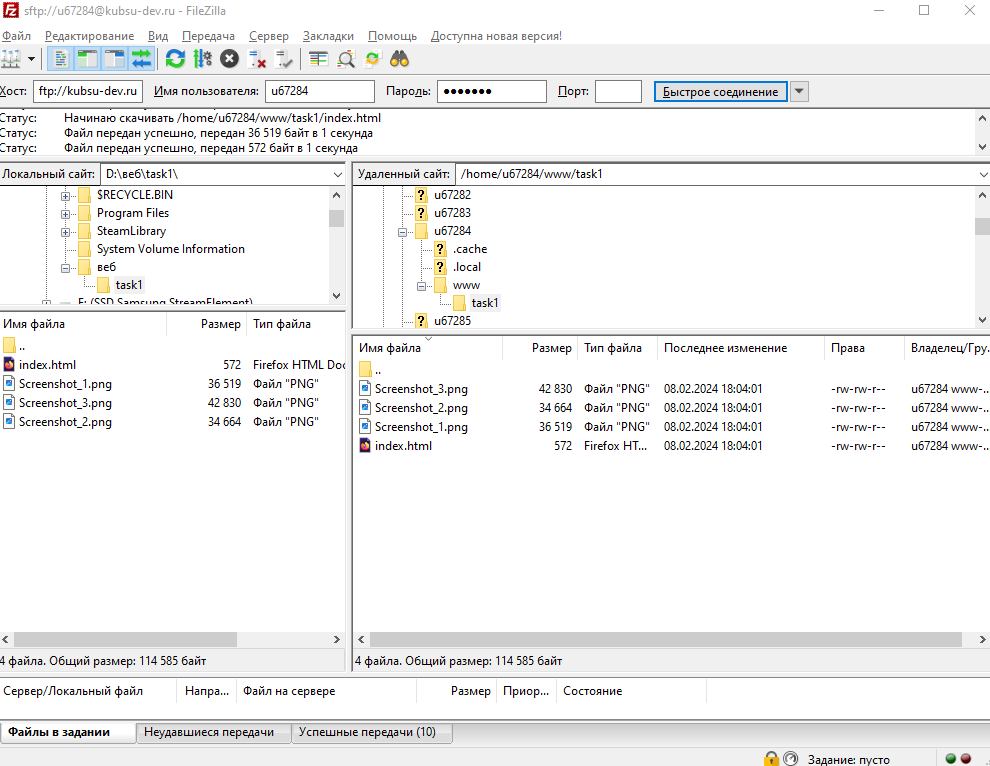 sftp://u67284@kubsu-dev.ru - FileZilla
Файл Редактирование Вид Передача Сервер Закладки Помощь Доступна новая версия!
Хост: ftp://kubsu-dev.ru Имя пользователя: u67284 Пароль: ●●●●●●● Порт: Быстрое соединение
Статус: Начинаю скачивать /home/u67284/www/task1/index.html
Статус: Файл передан успешно, передан 36 519 байт в 1 секунда
Статус: Файл передан успешно, передан 572 байт в 1 секунда
Локальный сайт: D:\веб\task1\
$RECYCLE.BIN
Program Files
SteamLibrary
System Volume Information
веб
task1
F: (SSD Samsung StreamElement)
Имя файла Размер Тип файла
..
index.html 572 Firefox HTML Doc
Screenshot_1.png 36 519 Файл "PNG"
Screenshot_3.png 42 830 Файл "PNG"
Screenshot_2.png 34 664 Файл "PNG"
4 файла. Общий размер: 114 585 байт
Удаленный сайт: /home/u67284/www/task1
u67282
u67283
u67284
.cache
.local
www
task1
u67285
Имя файла Размер Тип файла Последнее изменение Права Владелец/Гру...
..
Screenshot_3.png 42 830 Файл "PNG" 08.02.2024 18:04:01 -rw-rw-r-- u67284 www-...
Screenshot_2.png 34 664 Файл "PNG" 08.02.2024 18:04:01 -rw-rw-r-- u67284 www-...
Screenshot_1.png 36 519 Файл "PNG" 08.02.2024 18:04:01 -rw-rw-r-- u67284 www-...
index.html 572 Firefox HT... 08.02.2024 18:04:01 -rw-rw-r-- u67284 www-...
4 файла. Общий размер: 114 585 байт
Сервер/Локальный файл Напра... Файл на сервере Размер Приор... Состояние
Файлы в задании Неудавшиеся передачи Успешные передачи (10)
Задание: пусто